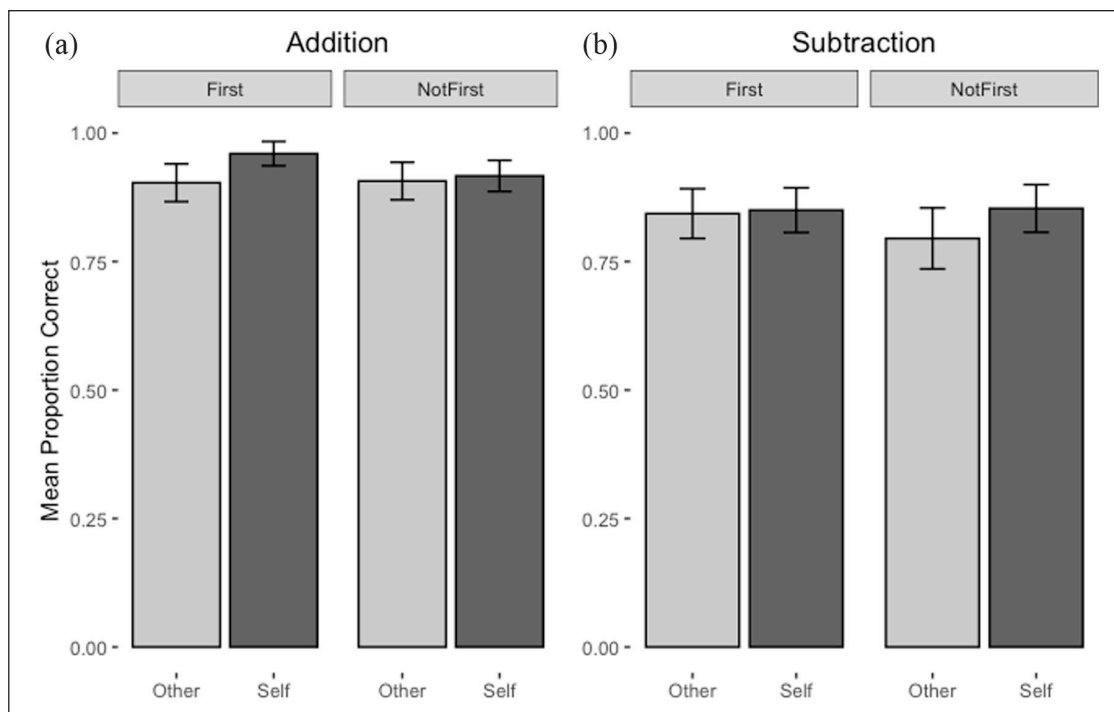 (a) Addition
First NotFirst
Mean Proportion Correct
1.00
0.75
0.50
0.25
0.00
Other Self Other Self
(b) Subtraction
First NotFirst
1.00
0.75
0.50
0.25
0.00
Other Self Other Self